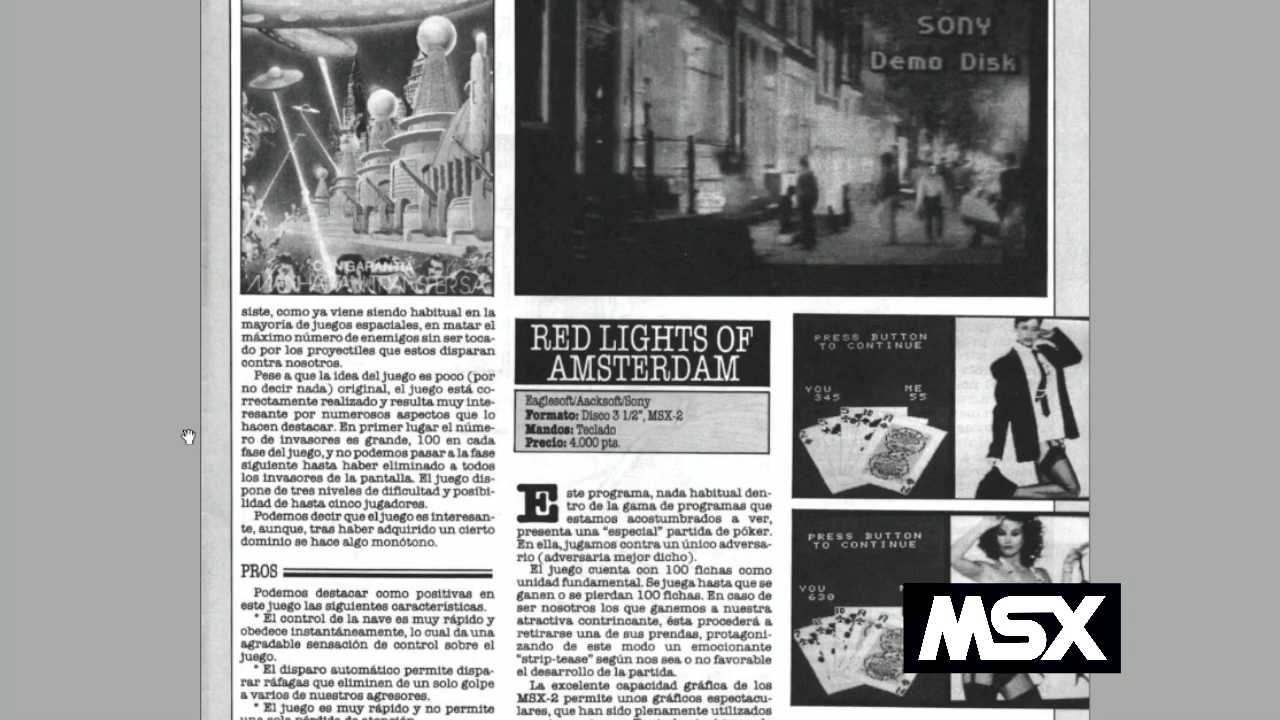 CON GARANTIA
siste, como ya viene siendo habitual en la
mayoría de juegos espaciales, en matar el
máximo número de enemigos sin ser toca-
do por los proyectiles que estos disparan
contra nosotros.
Pese a que la idea del juego es poco (por
no decir nada) original, el juego está co-
rrectamente realizado y resulta muy inte-
resante por numerosos aspectos que lo
hacen destacar. En primer lugar el núme-
ro de invasores es grande, 100 en cada
fase del juego, y no podemos pasar a la fase
siguiente hasta haber eliminado a todos
los invasores de la pantalla. El juego dis-
pone de tres niveles de dificultad y posibi-
lidad de hasta cinco jugadores.
Podemos decir que el juego es interesan-
te, aunque, tras haber adquirido un cierto
dominio se hace algo monótono.
PROS
Podemos destacar como positivas en
este juego las siguientes características.
* El control de la nave es muy rápido y
obedece instantáneamente, lo cual da una
agradable sensación de control sobre el
juego.
* El disparo automático permite dispa-
rar ráfagas que eliminen de un solo golpe
a varios de nuestros agresores.
* El juego es muy rápido y no permite
una sola pérdida de atención.
SONY
Demo Disk
RED LIGHTS OF
AMSTERDAM
Eaglesoft/Aacksoft/Sony
Formato: Disco 3 1/2", MSX-2
Mandos: Teclado
Precio: 4.000 pta.
Este programa, nada habitual den-
tro de la gama de programas que
estamos acostumbrados a ver,
presenta una "especial" partida de póker.
En ella, jugamos contra un único adversa-
rio (adversaria mejor dicho).
El juego cuenta con 100 fichas como
unidad fundamental. Se juega hasta que se
ganen o se pierdan 100 fichas. En caso de
ser nosotros los que ganemos a nuestra
atractiva contrincante, ésta procederá a
retirarse una de sus prendas, protagoni-
zando de este modo un emocionante
"strip-tease" según nos sea o no favorable
el desarrollo de la partida.
La excelente capacidad gráfica de los
MSX-2 permite unos gráficos espectacu-
lares, que han sido plenamente utilizados
PRESS BUTTON
TO CONTINUE
YOU
345
ME
55
PRESS BUTTON
TO CONTINUE
YOU
630
MSX